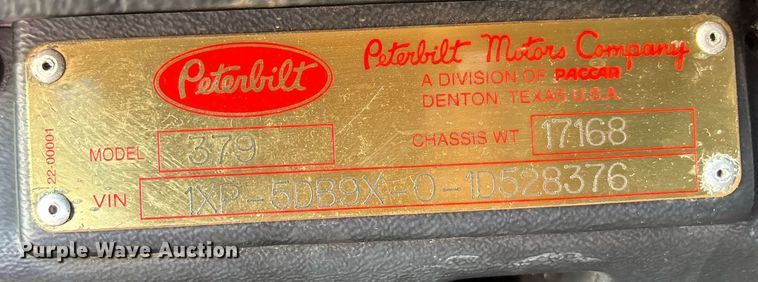 Peterbilt
Peterbilt Motors Company
A DIVISION OF PACCAR
DENTON, TEXAS U.S.A.
MODEL 379
CHASSIS WT 17168
VIN 1XP-5DB9X-0-1D528376
22-00001
Purple Wave Auction